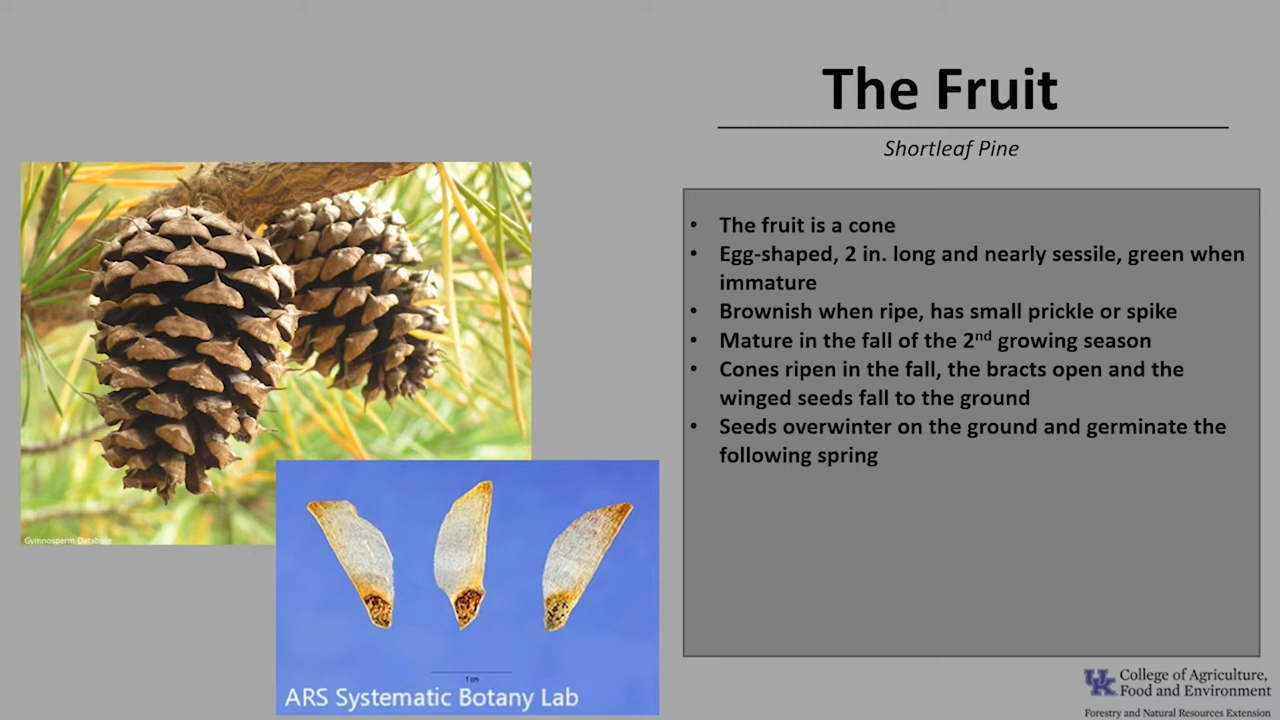 The Fruit
Shortleaf Pine
• The fruit is a cone
• Egg-shaped, 2 in. long and nearly sessile, green when
immature
• Brownish when ripe, has small prickle or spike
• Mature in the fall of the 2nd growing season
• Cones ripen in the fall, the bracts open and the
winged seeds fall to the ground
• Seeds overwinter on the ground and germinate the
following spring
Gymnosperm Database
1 cm
ARS Systematic Botany Lab
UK College of Agriculture,
Food and Environment
Forestry and Natural Resources Extension